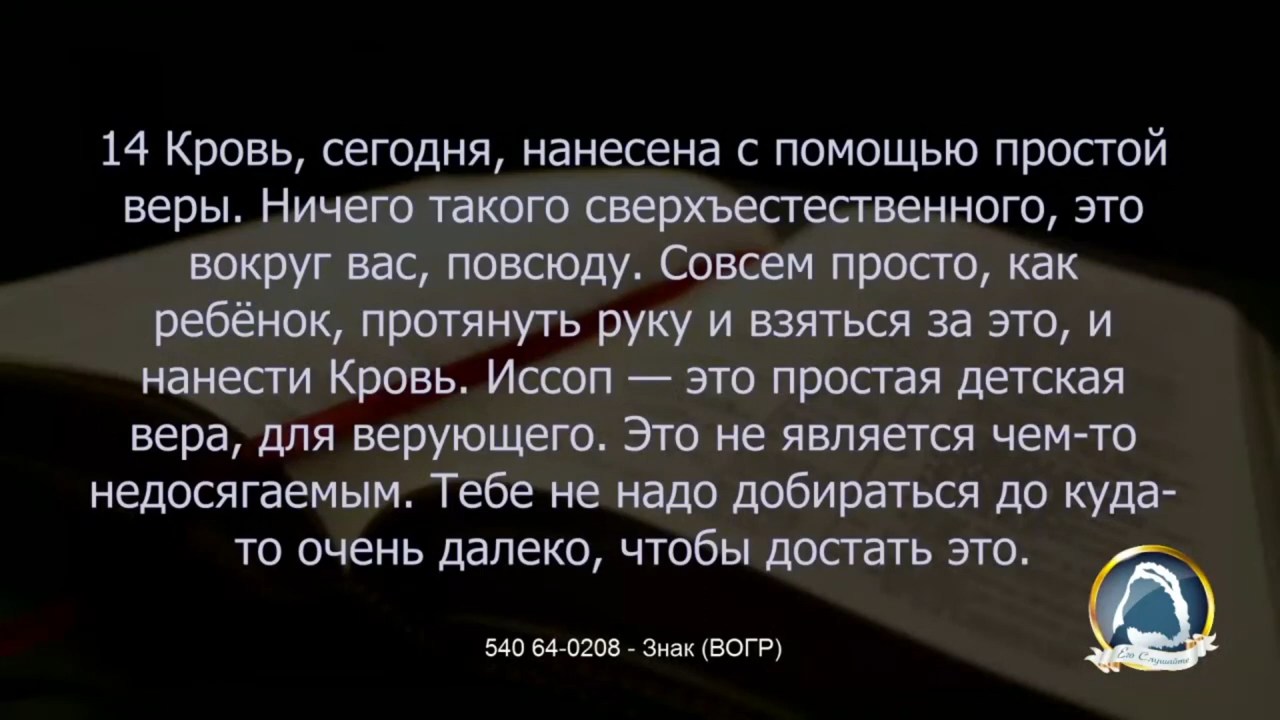 14 Кровь, сегодня, нанесена с помощью простой
веры. Ничего такого сверхъестественного, это
вокруг вас, повсюду. Совсем просто, как
ребёнок, протянуть руку и взяться за это, и
нанести Кровь. Иссоп — это простая детская
вера, для верующего. Это не является чем-то
недосягаемым. Тебе не надо добираться до куда-
то очень далеко, чтобы достать это.
540 64-0208 - Знак (ВОГР)
Его Слушайте